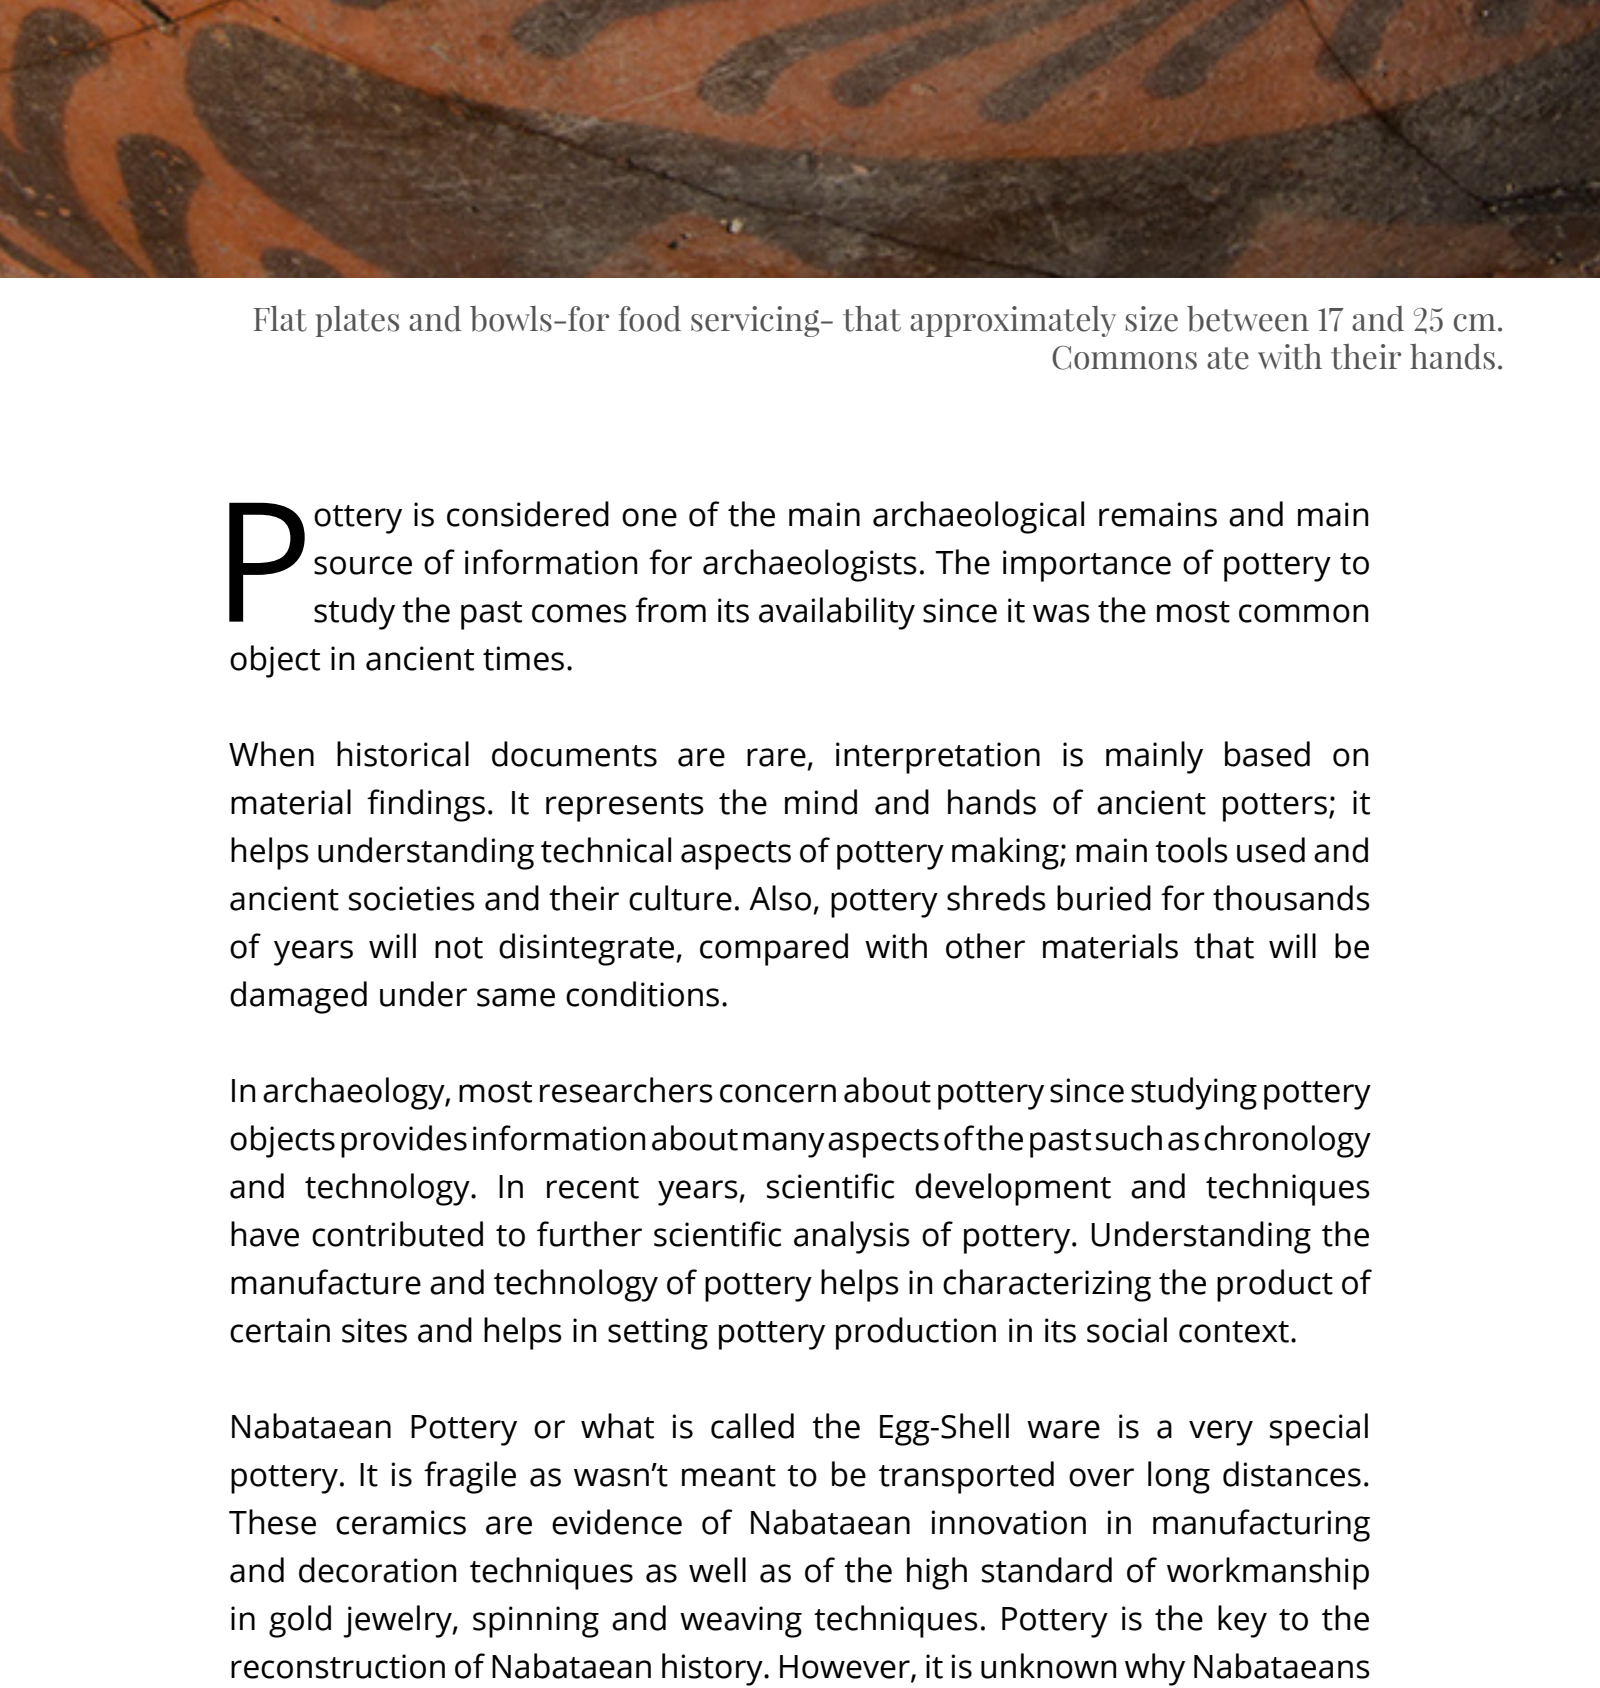 Flat plates and bowls-for food servicing- that approximately size between 17 and 25 cm.
Commons ate with their hands.
Pottery is considered one of the main archaeological remains and main
source of information for archaeologists. The importance of pottery to
study the past comes from its availability since it was the most common
object in ancient times.
When historical documents are rare, interpretation is mainly based on
material findings. It represents the mind and hands of ancient potters; it
helps understanding technical aspects of pottery making; main tools used and
ancient societies and their culture. Also, pottery shreds buried for thousands
of years will not disintegrate, compared with other materials that will be
damaged under same conditions.
In archaeology, most researchers concern about pottery since studying pottery
objects provides information about many aspects of the past such as chronology
and technology. In recent years, scientific development and techniques
have contributed to further scientific analysis of pottery. Understanding the
manufacture and technology of pottery helps in characterizing the product of
certain sites and helps in setting pottery production in its social context.
Nabataean Pottery or what is called the Egg-Shell ware is a very special
pottery. It is fragile as wasn’t meant to be transported over long distances.
These ceramics are evidence of Nabataean innovation in manufacturing
and decoration techniques as well as of the high standard of workmanship
in gold jewelry, spinning and weaving techniques. Pottery is the key to the
reconstruction of Nabataean history. However, it is unknown why Nabataeans